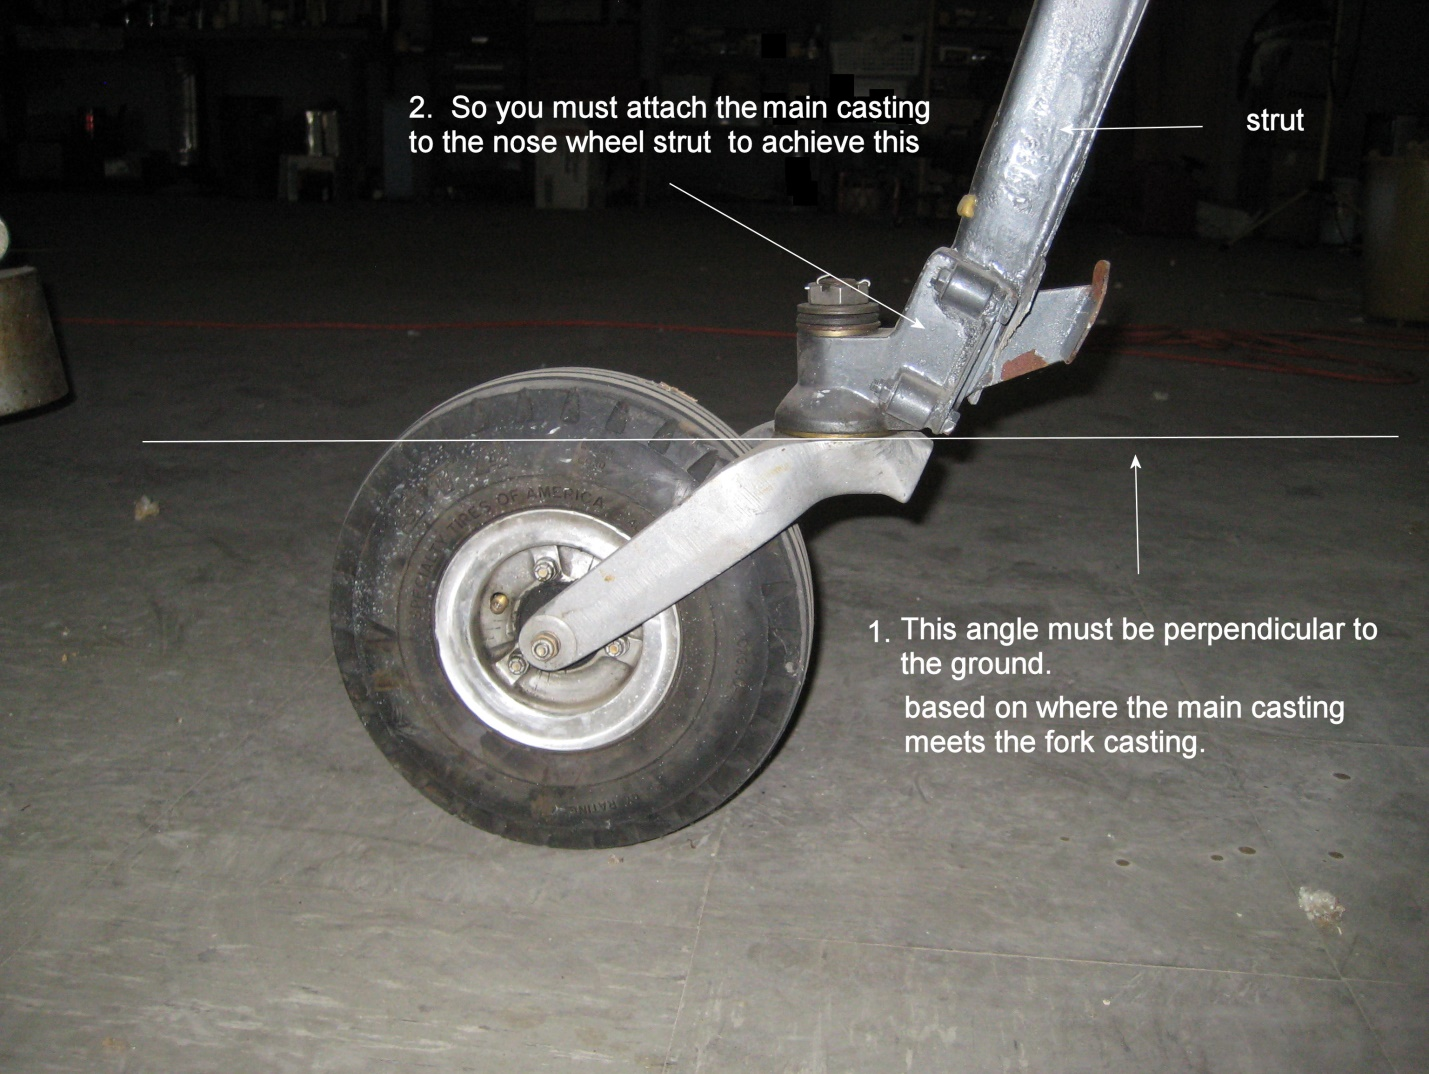 2. So you must attach the main casting
to the nose wheel strut to achieve this
strut
TIRES OF AMERICA
1. This angle must be perpendicular to
the ground.
based on where the main casting
meets the fork casting.
RATING